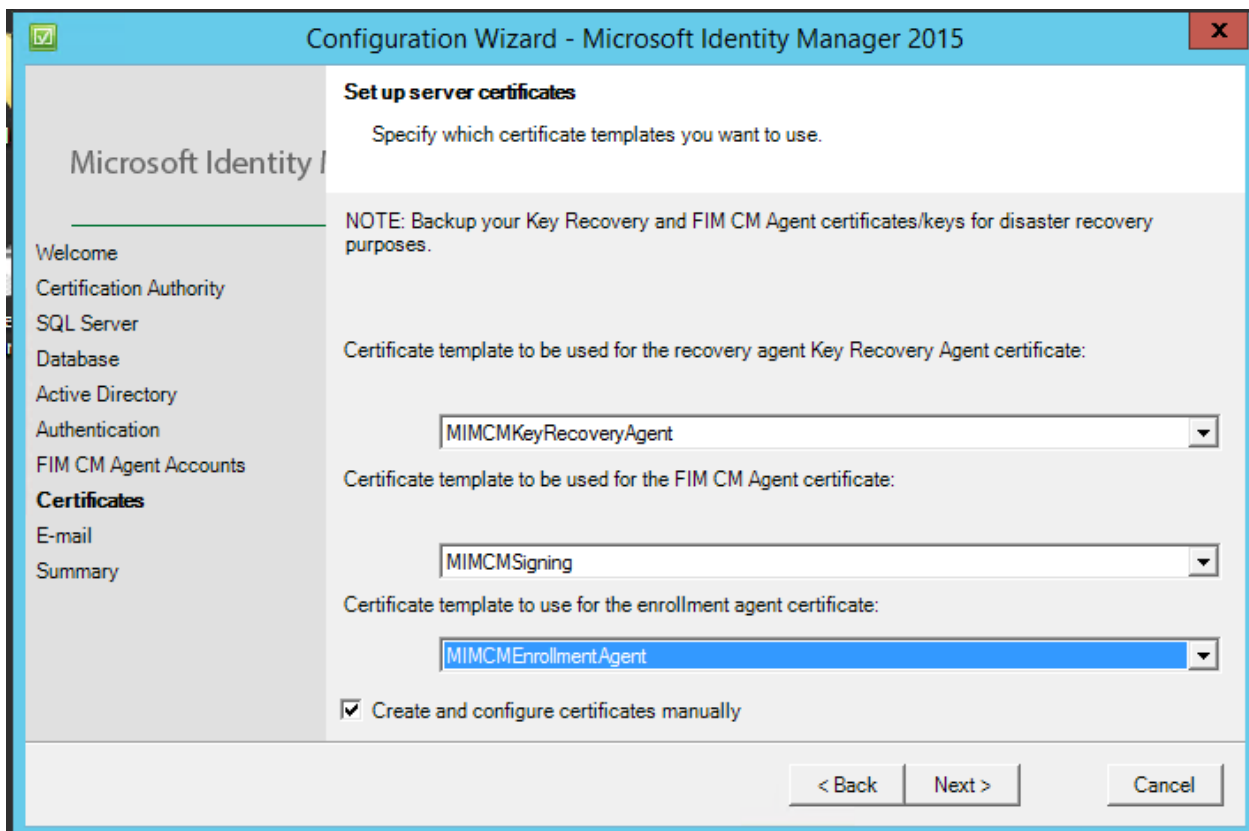 Configuration Wizard - Microsoft Identity Manager 2015
x
Set up server certificates
Specify which certificate templates you want to use.
Microsoft Identity
NOTE: Backup your Key Recovery and FIM CM Agent certificates/keys for disaster recovery
purposes.
Welcome
Certification Authority
SQL Server
Database
Active Directory
Authentication
FIM CM Agent Accounts
Certificates
E-mail
Summary
Certificate template to be used for the recovery agent Key Recovery Agent certificate:
MIMCMKeyRecoveryAgent
Certificate template to be used for the FIM CM Agent certificate:
MIMCMSigning
Certificate template to use for the enrollment agent certificate:
MIMCMEnrollmentAgent
Create and configure certificates manually
< Back
Next >
Cancel